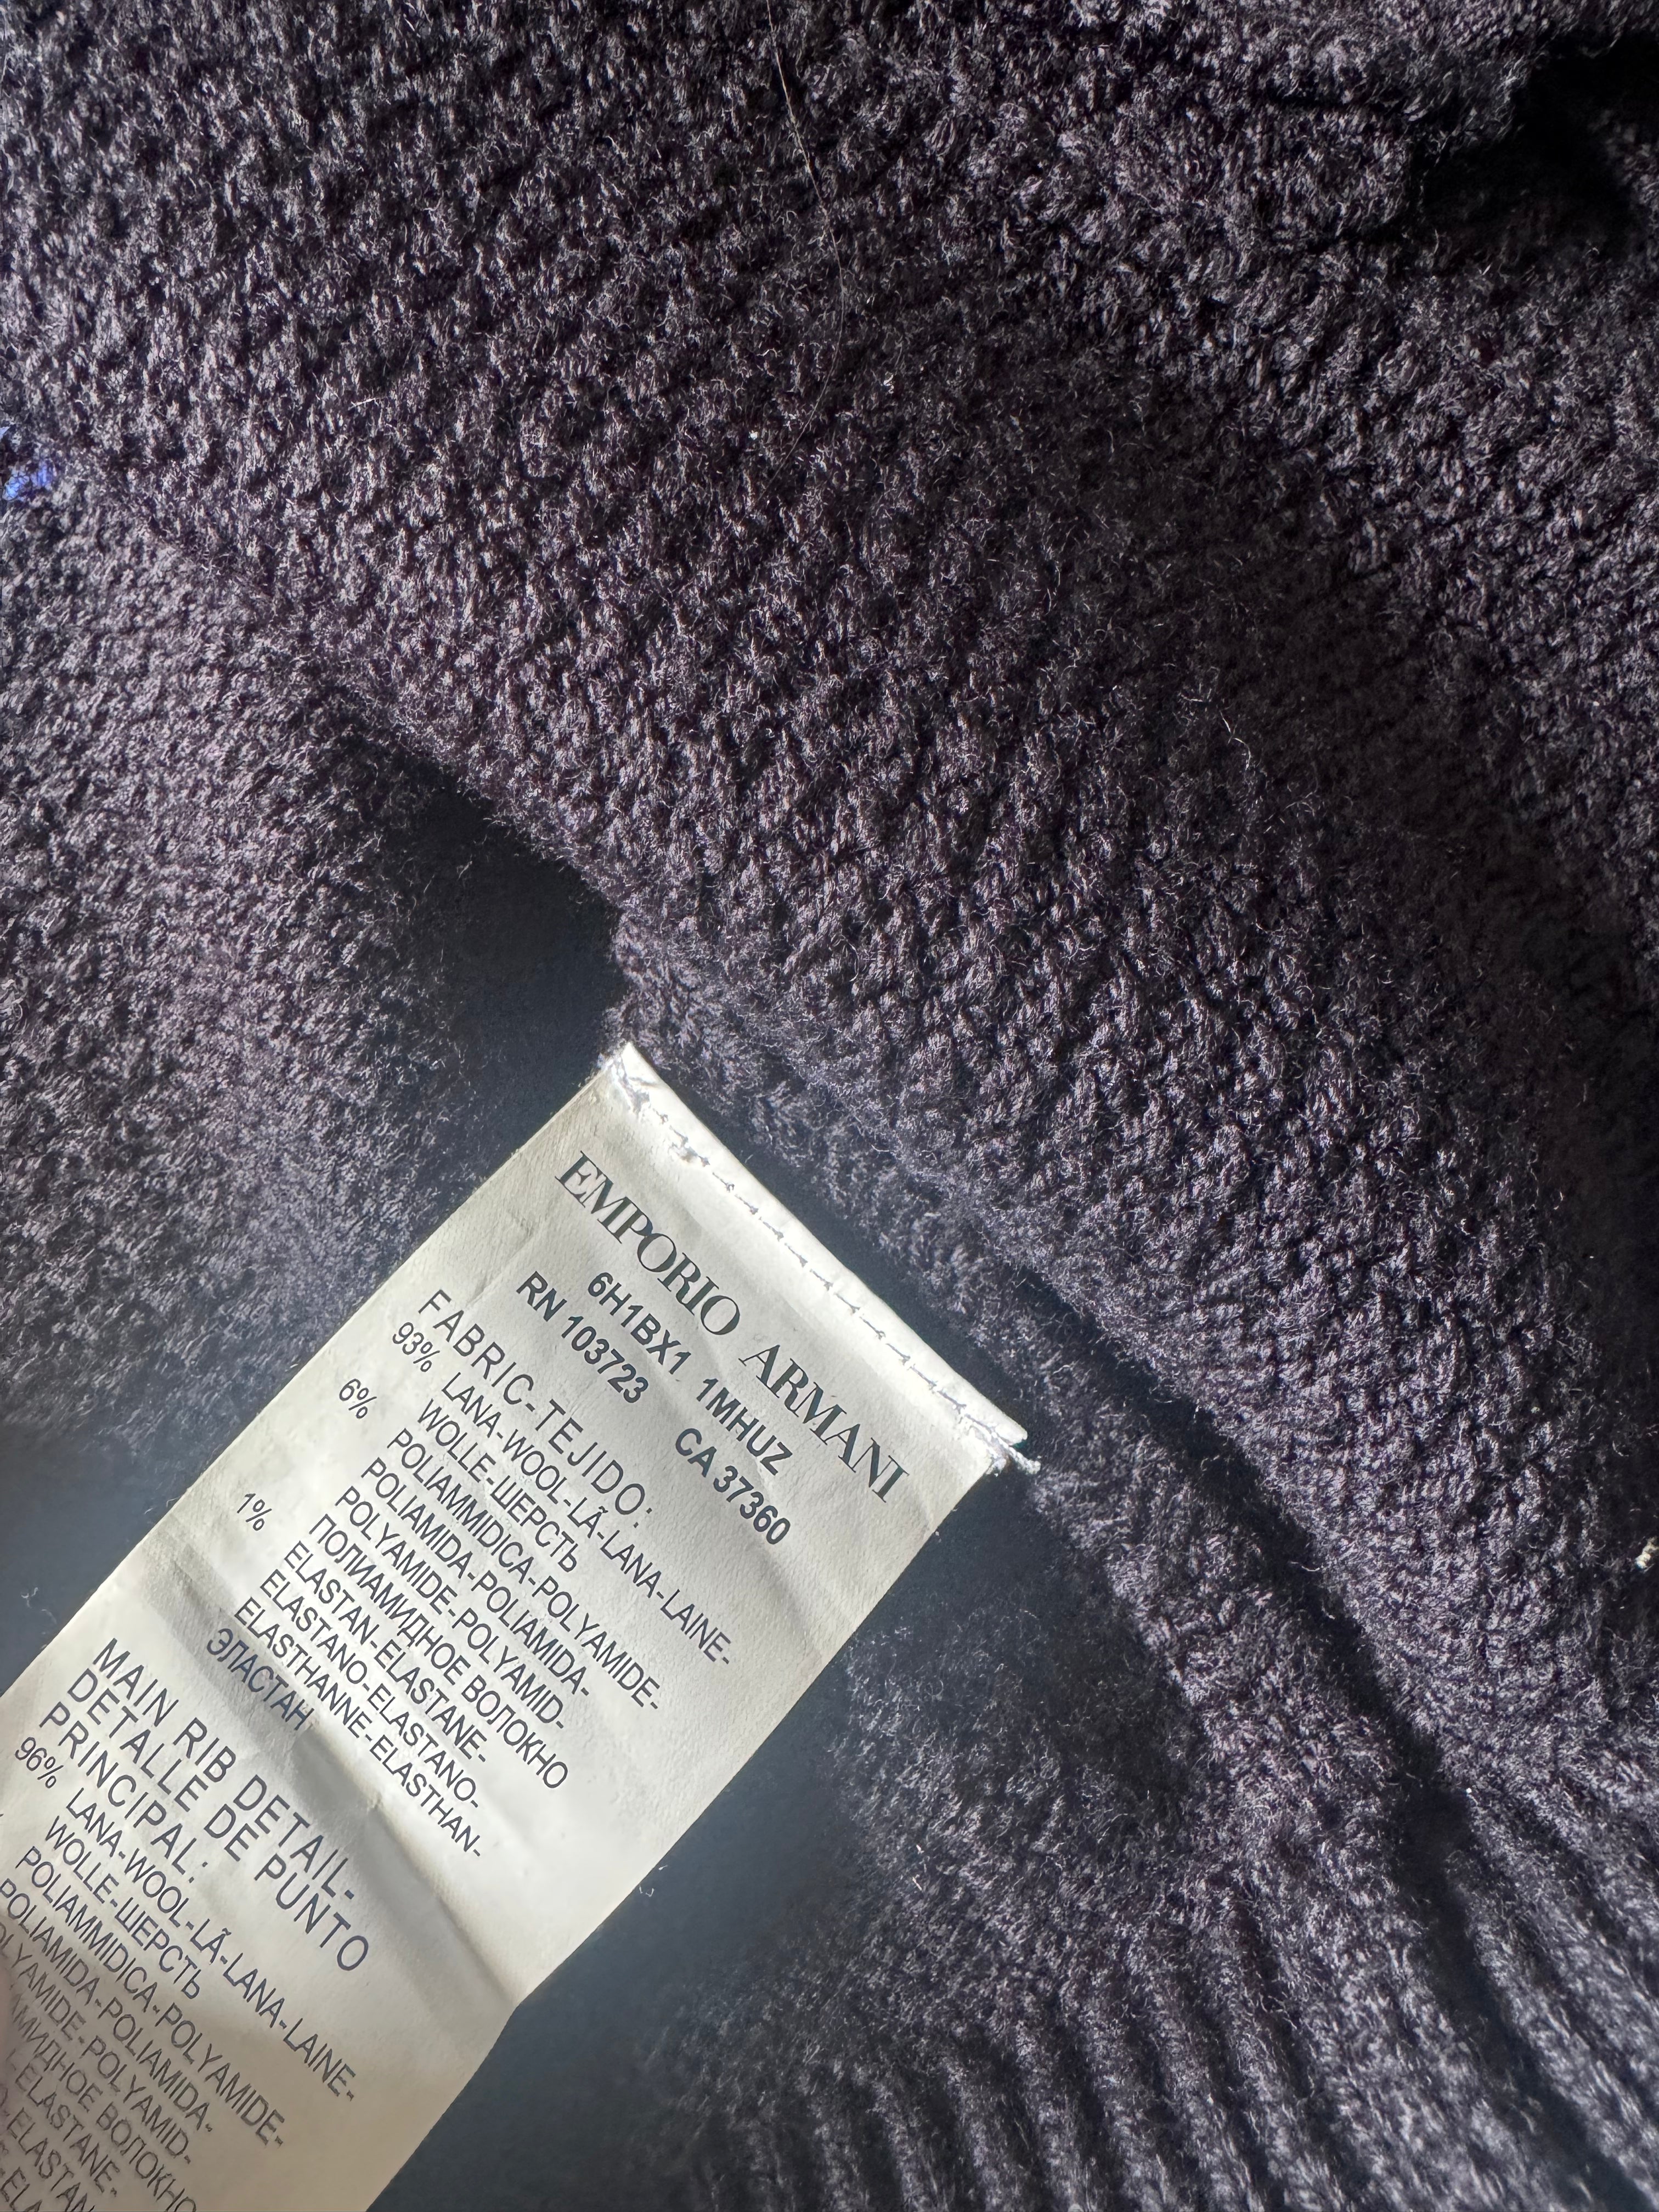 EMPORIO ARMANI
6H1BX1 1MHUZ
RN 103723 CA 37360
FABRIC-TEJIDO:
93% LANA-WOOL-LÃ-LANA-LAINE-
WOLLE-ШЕРСТЬ
6% POLIAMMIDICA-POLYAMIDE-
POLIAMIDA-POLIAMIDA-
POLYAMIDE-POLYAMID-
ПОЛИАМИДНОЕ ВОЛОКНО
1% ELASTAN-ELASTANE-
ELASTANO-ELASTANO-
ELASTHANNE-ELASTHAN-
ЭЛАСТАН
MAIN RIB DETAIL-
DETALLE DE PUNTO
PRINCIPAL:
96% LANA-WOOL-LÃ-LANA-LAINE-
WOLLE-ШЕРСТЬ
POLIAMMIDICA-POLYAMIDE-
POLIAMIDA-POLIAMIDA-
POLYAMID-
ВОЛОКНО
ELASTANE-